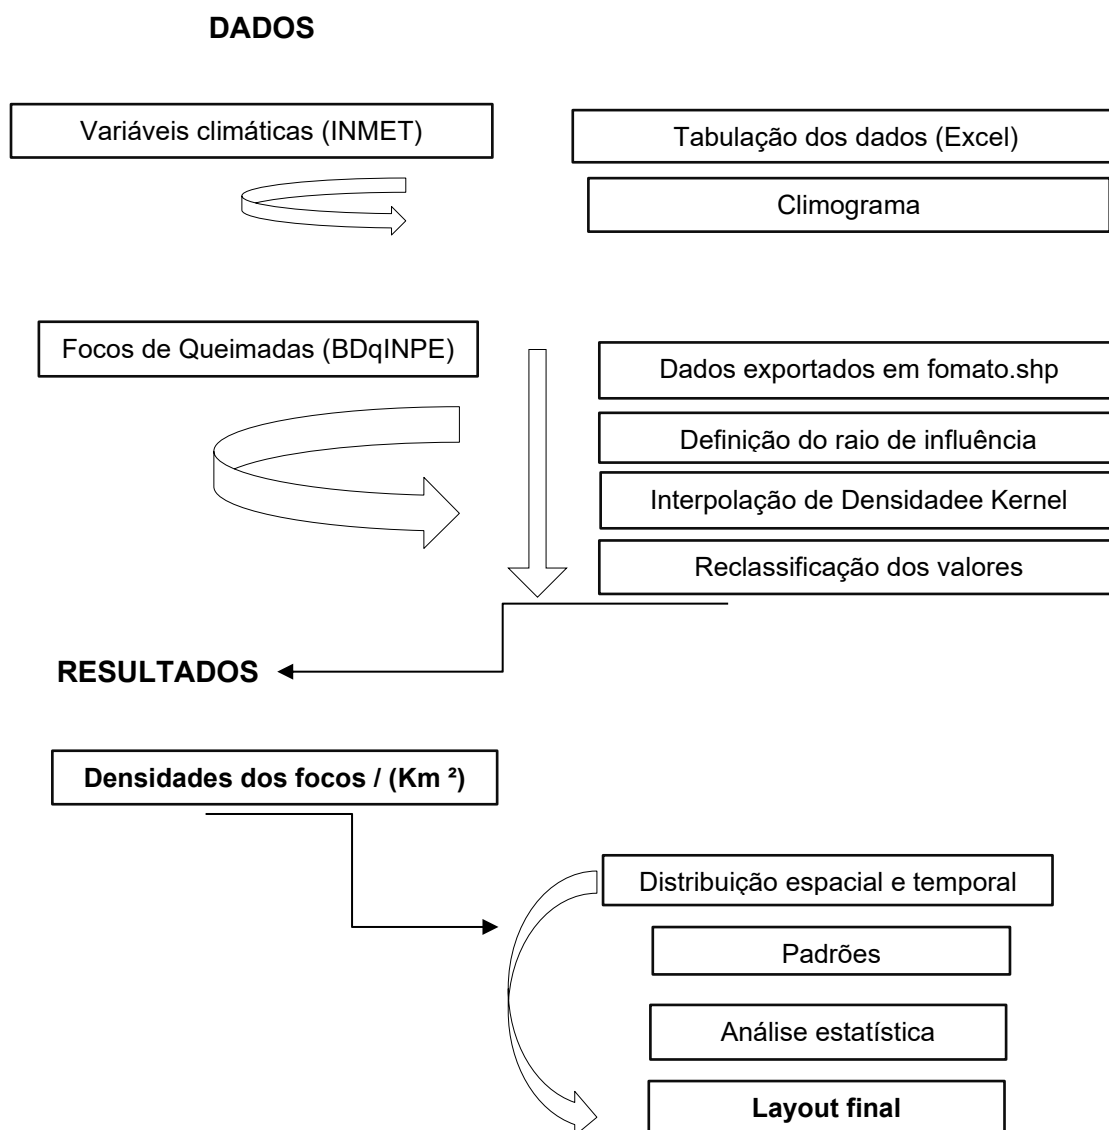 DADOS
Variáveis climáticas (INMET)
Tabulação dos dados (Excel)
Climograma
Focos de Queimadas (BDqINPE)
Dados exportados em fomato.shp
Definição do raio de influência
Interpolação de Densidadee Kernel
Reclassificação dos valores
RESULTADOS
Densidades dos focos / (Km ²)
Distribuição espacial e temporal
Padrões
Análise estatística
Layout final